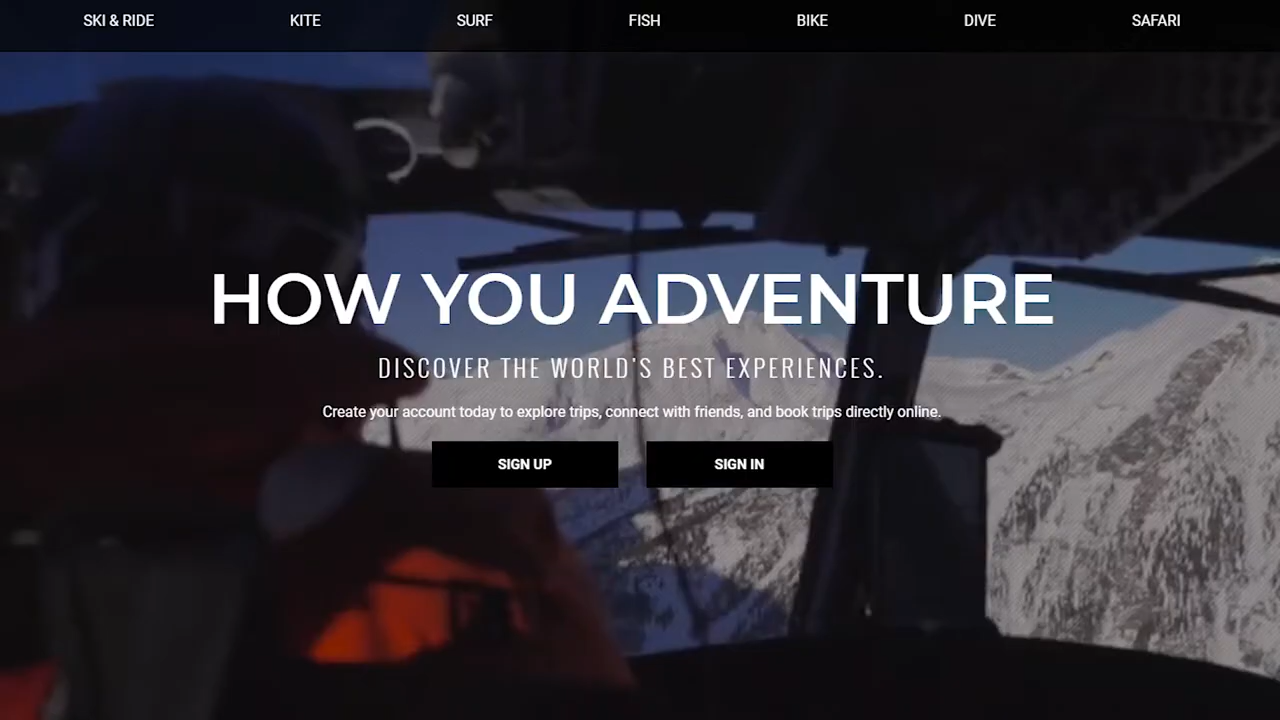 SKI & RIDE KITE SURF FISH BIKE DIVE SAFARI
HOW YOU ADVENTURE
DISCOVER THE WORLD'S BEST EXPERIENCES.
Create your account today to explore trips, connect with friends, and book trips directly online.
SIGN UP SIGN IN